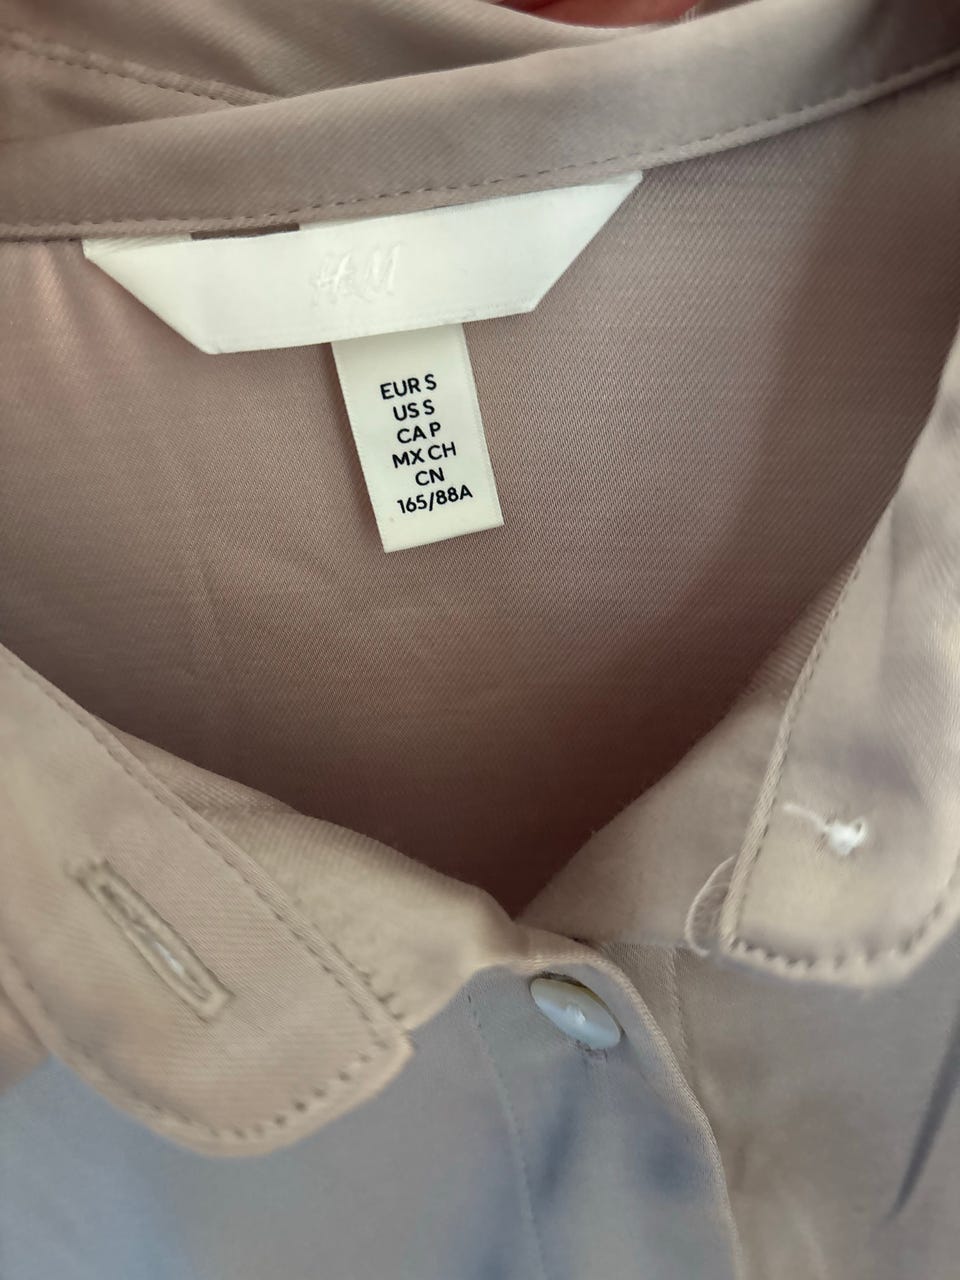 H&M
EUR S
US S
CA P
MX CH
CN
165/88A